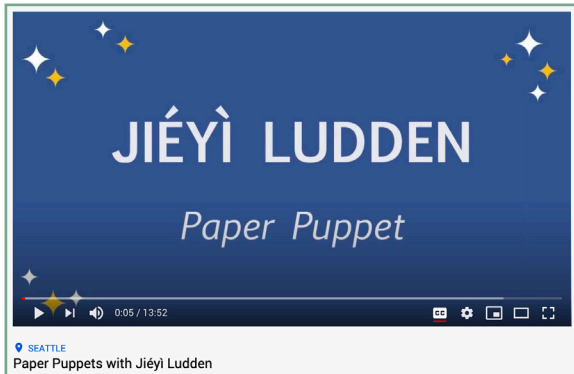 JIÉYÌ LUDDEN
Paper Puppet
0:05 / 13:52
CC
SEATTLE
Paper Puppets with Jiéyì Ludden